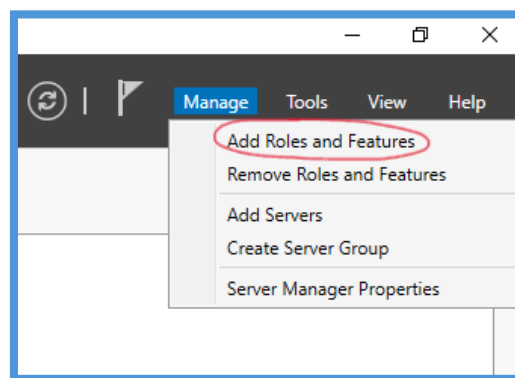 Manage Tools View Help
Add Roles and Features
Remove Roles and Features
Add Servers
Create Server Group
Server Manager Properties